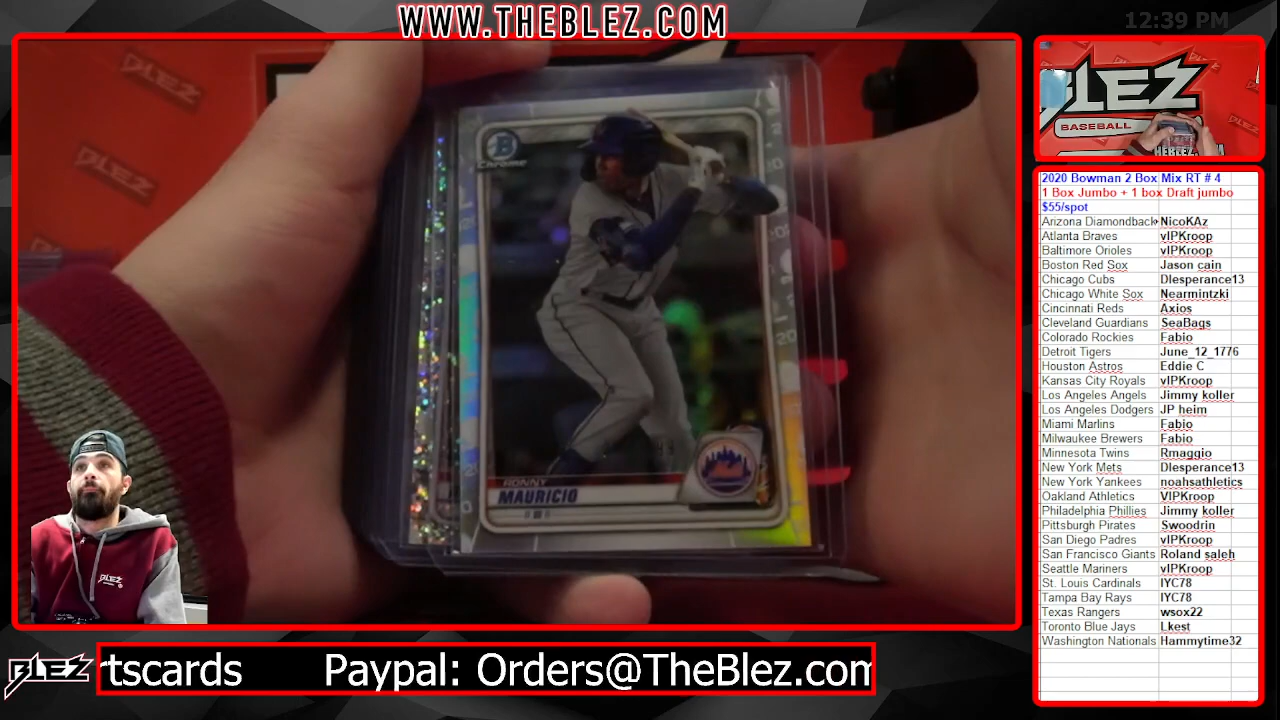 WWW.THEBLEZ.COM
12:39 PM
BLEZ
BLEZ
BLEZ
B
Chrome
RONNY
MAURICIO
Mets
BLEZ
BASEBALL
2020 Bowman 2 Box Mix RT # 4
1 Box Jumbo + 1 box Draft jumbo
$55/spot
Arizona Diamondback NicoKAz
Atlanta Braves vIPKroop
Baltimore Orioles vIPKroop
Boston Red Sox Jason cain
Chicago Cubs Dlesperance13
Chicago White Sox Nearmintzki
Cincinnati Reds Axios
Cleveland Guardians SeaBags
Colorado Rockies Fabio
Detroit Tigers June_12_1776
Houston Astros Eddie C
Kansas City Royals vIPKroop
Los Angeles Angels Jimmy koller
Los Angeles Dodgers JP heim
Miami Marlins Fabio
Milwaukee Brewers Fabio
Minnesota Twins Rmaggio
New York Mets Dlesperance13
New York Yankees noahsathletics
Oakland Athletics VIPKroop
Philadelphia Phillies Jimmy koller
Pittsburgh Pirates Swoodrin
San Diego Padres vIPKroop
San Francisco Giants Roland saleh
Seattle Mariners vIPKroop
St. Louis Cardinals IYC78
Tampa Bay Rays IYC78
Texas Rangers wsox22
Toronto Blue Jays Lkest
Washington Nationals Hammytime32
BLEZ
BLEZ
rtscards Paypal: Orders@TheBlez.com